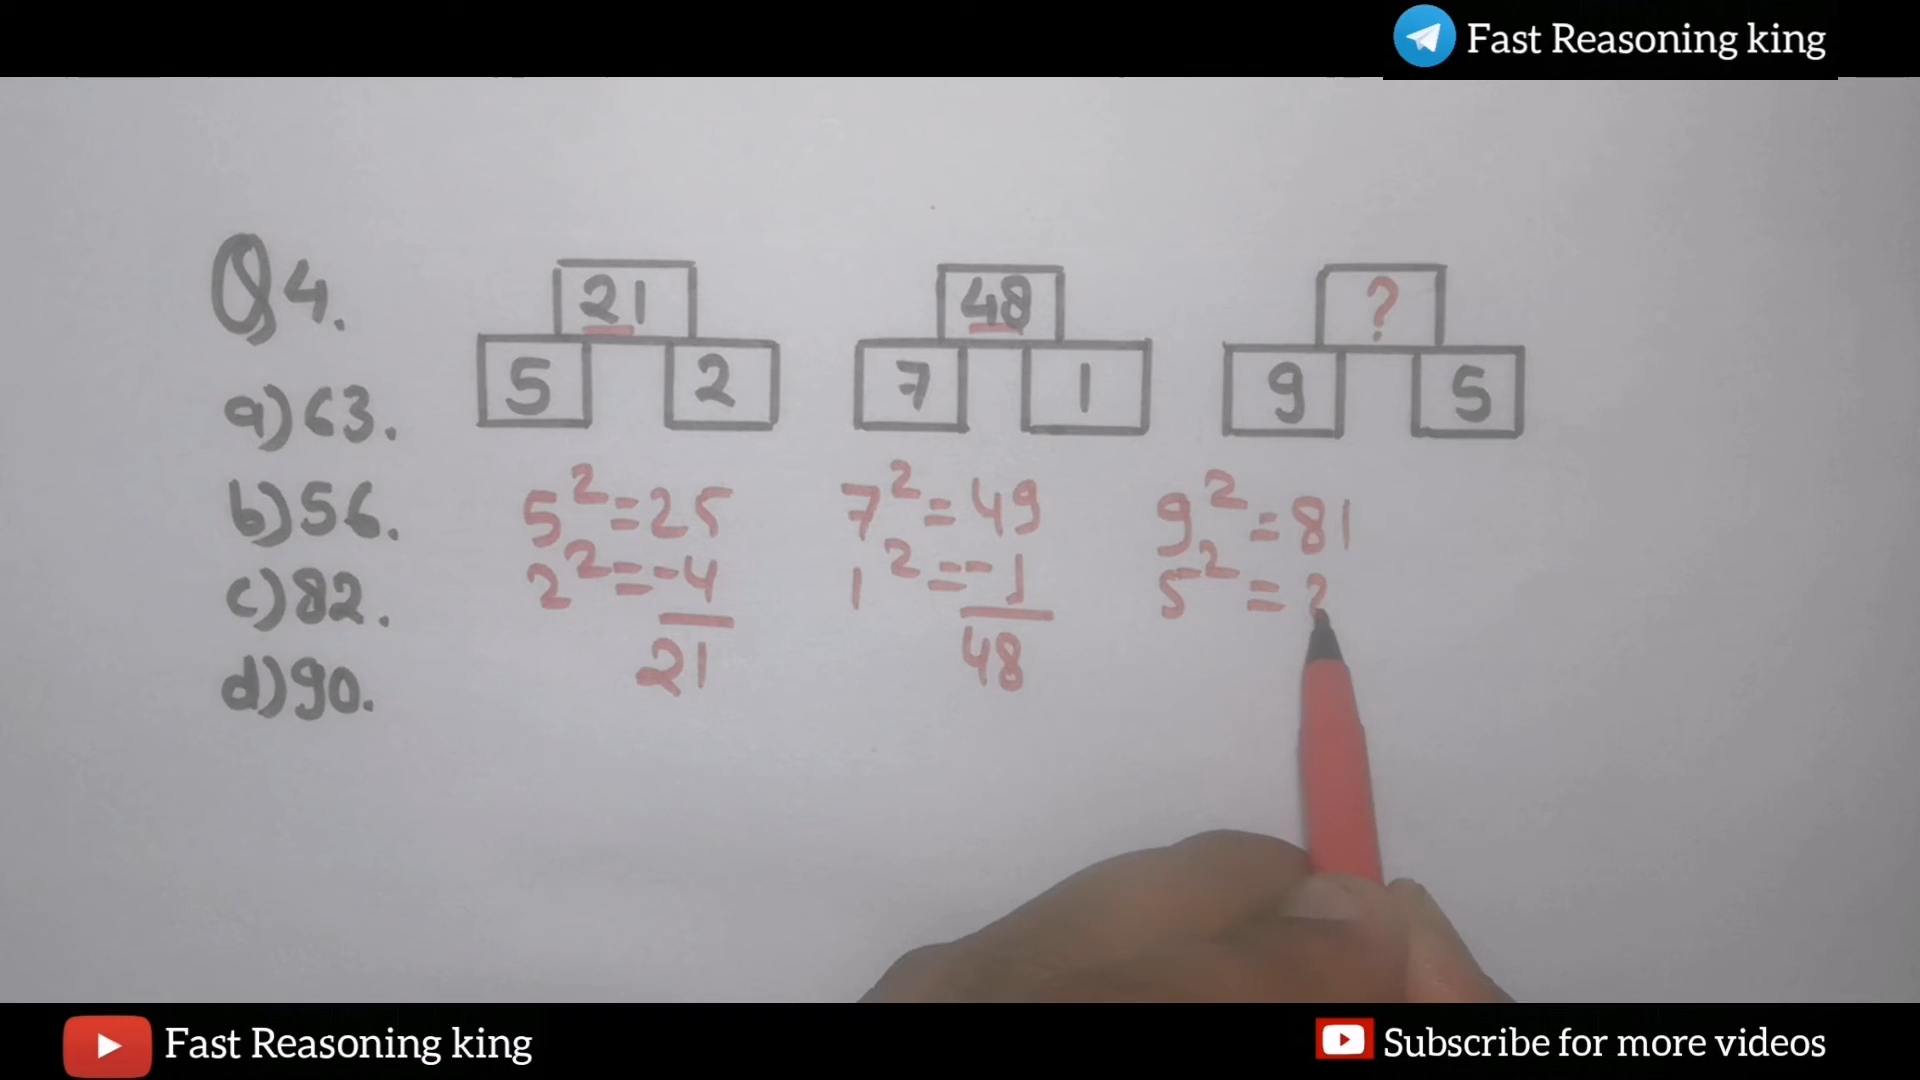 Fast Reasoning king
Q4.
21 48 ?
5 2 7 1 9 5
a) 63.
b) 56.
c) 82.
d) 90.
5²=25 7²=49 9²=81
2²=-4 1²=-1 5²=2
21 48
Fast Reasoning king
Subscribe for more videos